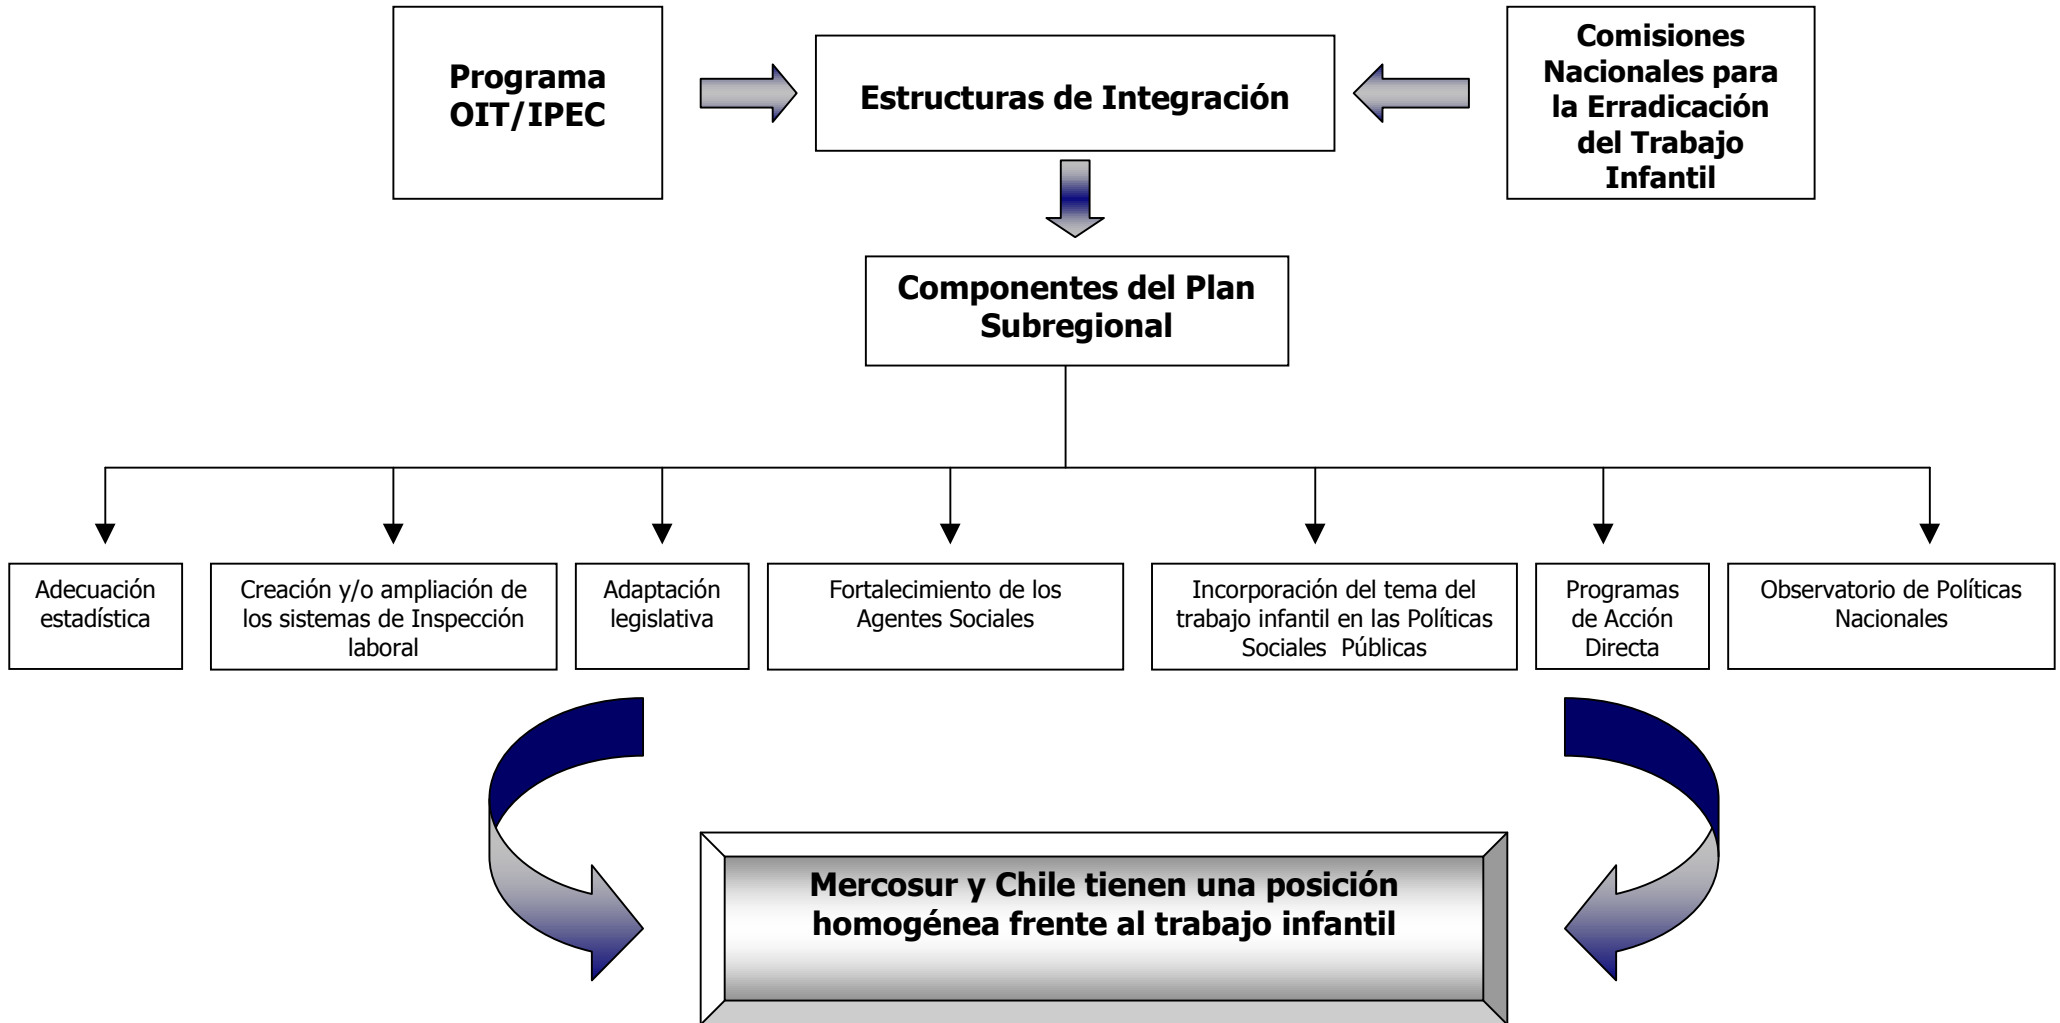 Programa
OIT/IPEC
Estructuras de Integración
Comisiones
Nacionales para
la Erradicación
del Trabajo
Infantil
Componentes del Plan
Subregional
Adecuación
estadística
Creación y/o ampliación de
los sistemas de Inspección
laboral
Adaptación
legislativa
Fortalecimiento de los
Agentes Sociales
Incorporación del tema del
trabajo infantil en las Políticas
Sociales Públicas
Programas
de Acción
Directa
Observatorio de Políticas
Nacionales
Mercosur y Chile tienen una posición
homogénea frente al trabajo infantil